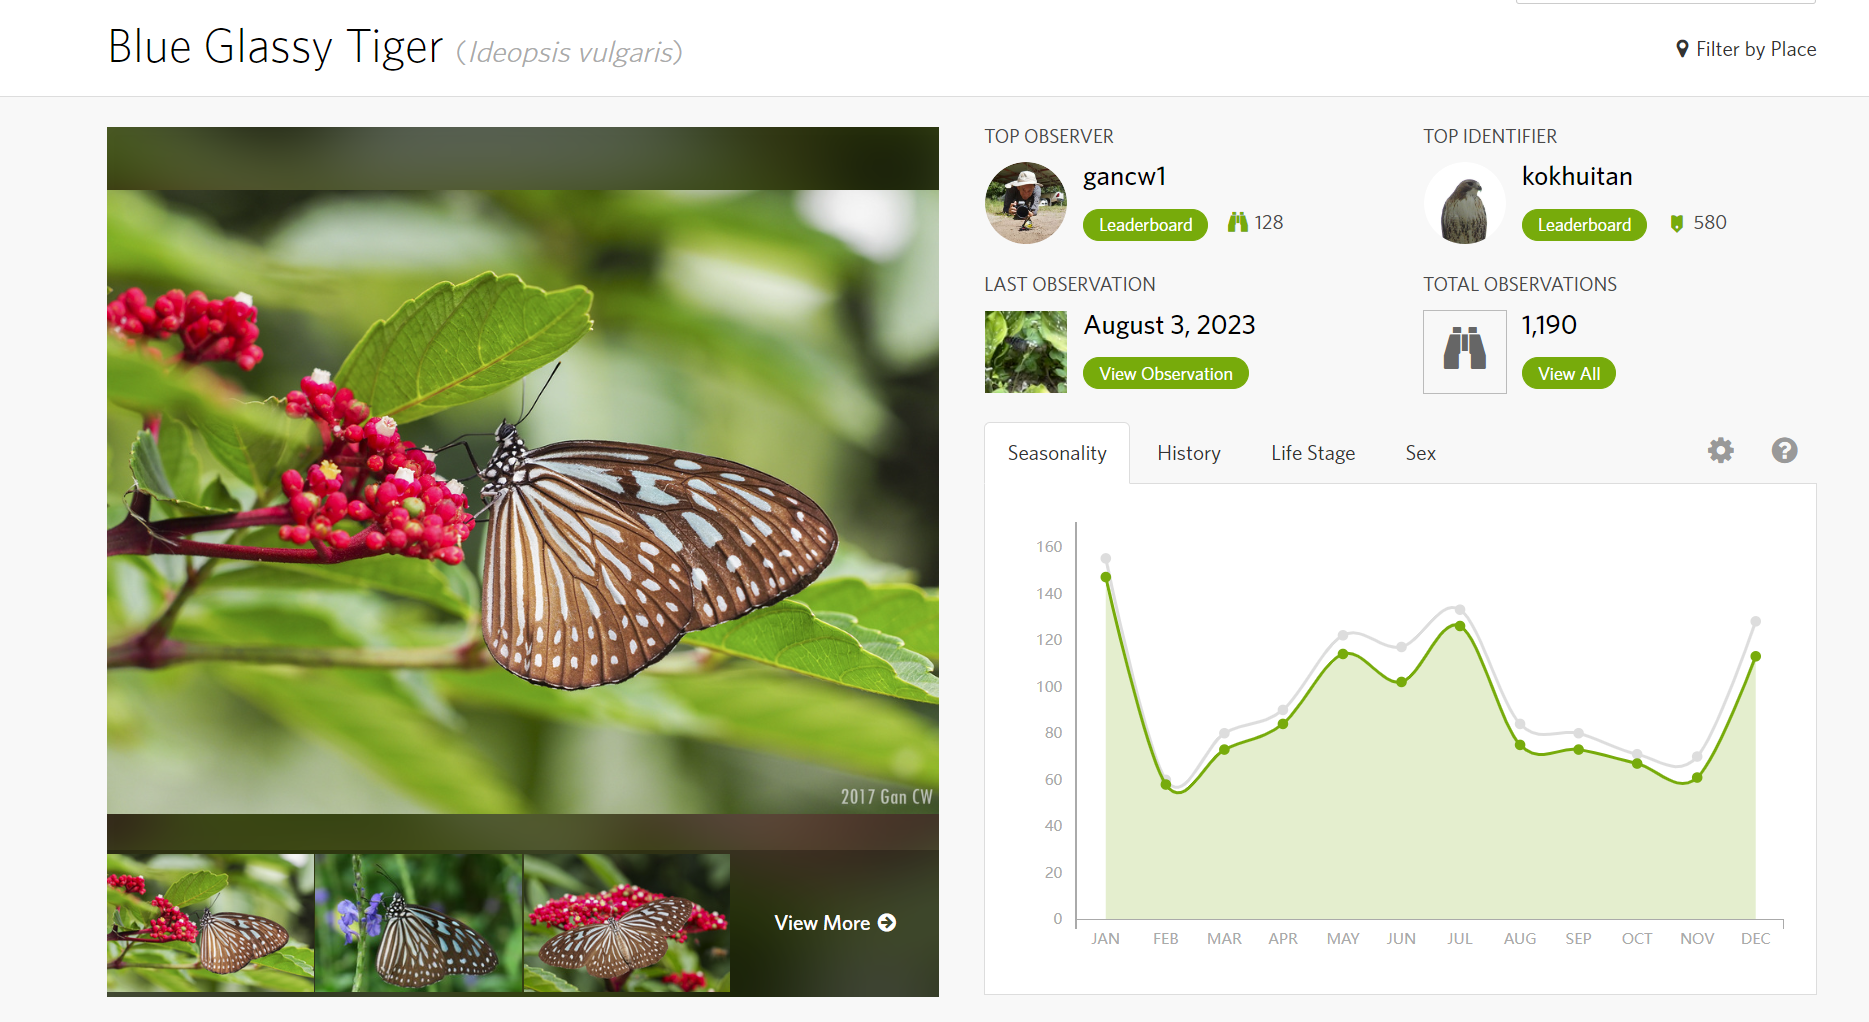 Blue Glassy Tiger (Ideopsis vulgaris)
Filter by Place
TOP OBSERVER
gancw1
Leaderboard 128
TOP IDENTIFIER
kokhuitan
Leaderboard 580
LAST OBSERVATION
August 3, 2023
View Observation
TOTAL OBSERVATIONS
1,190
View All
Seasonality History Life Stage Sex
160
140
120
100
80
60
40
20
0
JAN FEB MAR APR MAY JUN JUL AUG SEP OCT NOV DEC
2017 Gan CW
View More